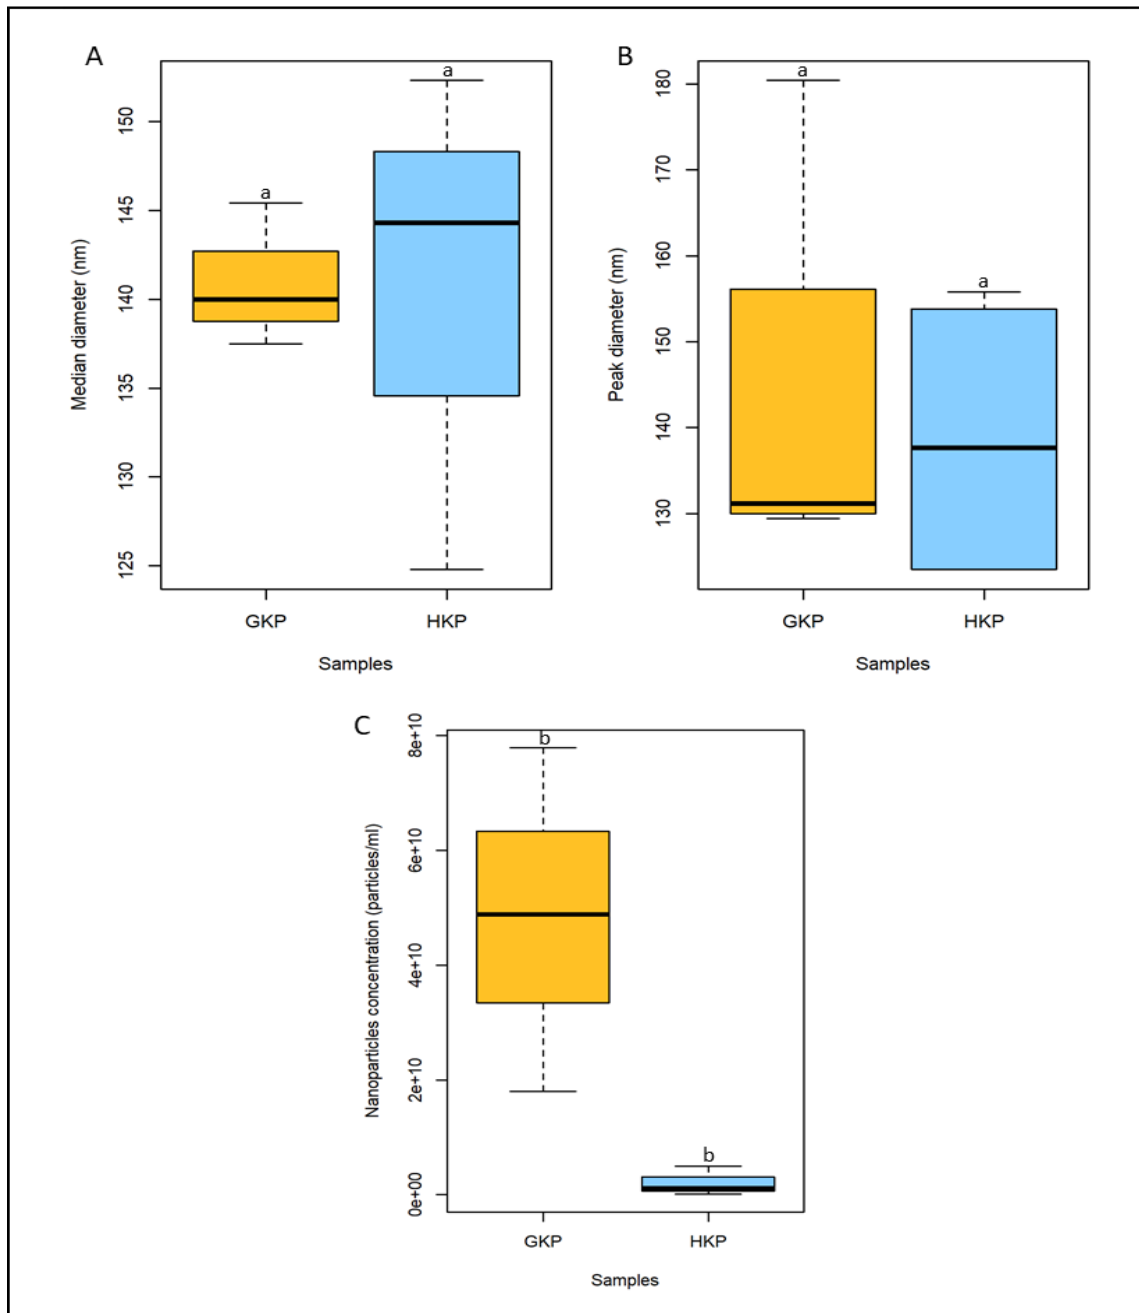 A
a
a
Median diameter (nm)
150
145
140
135
130
125
GKP
HKP
Samples
B
a
a
Peak diameter (nm)
180
170
160
150
140
130
GKP
HKP
Samples
C
b
b
Nanoparticles concentration (particles/ml)
8e+10
6e+10
4e+10
2e+10
0e+00
GKP
HKP
Samples